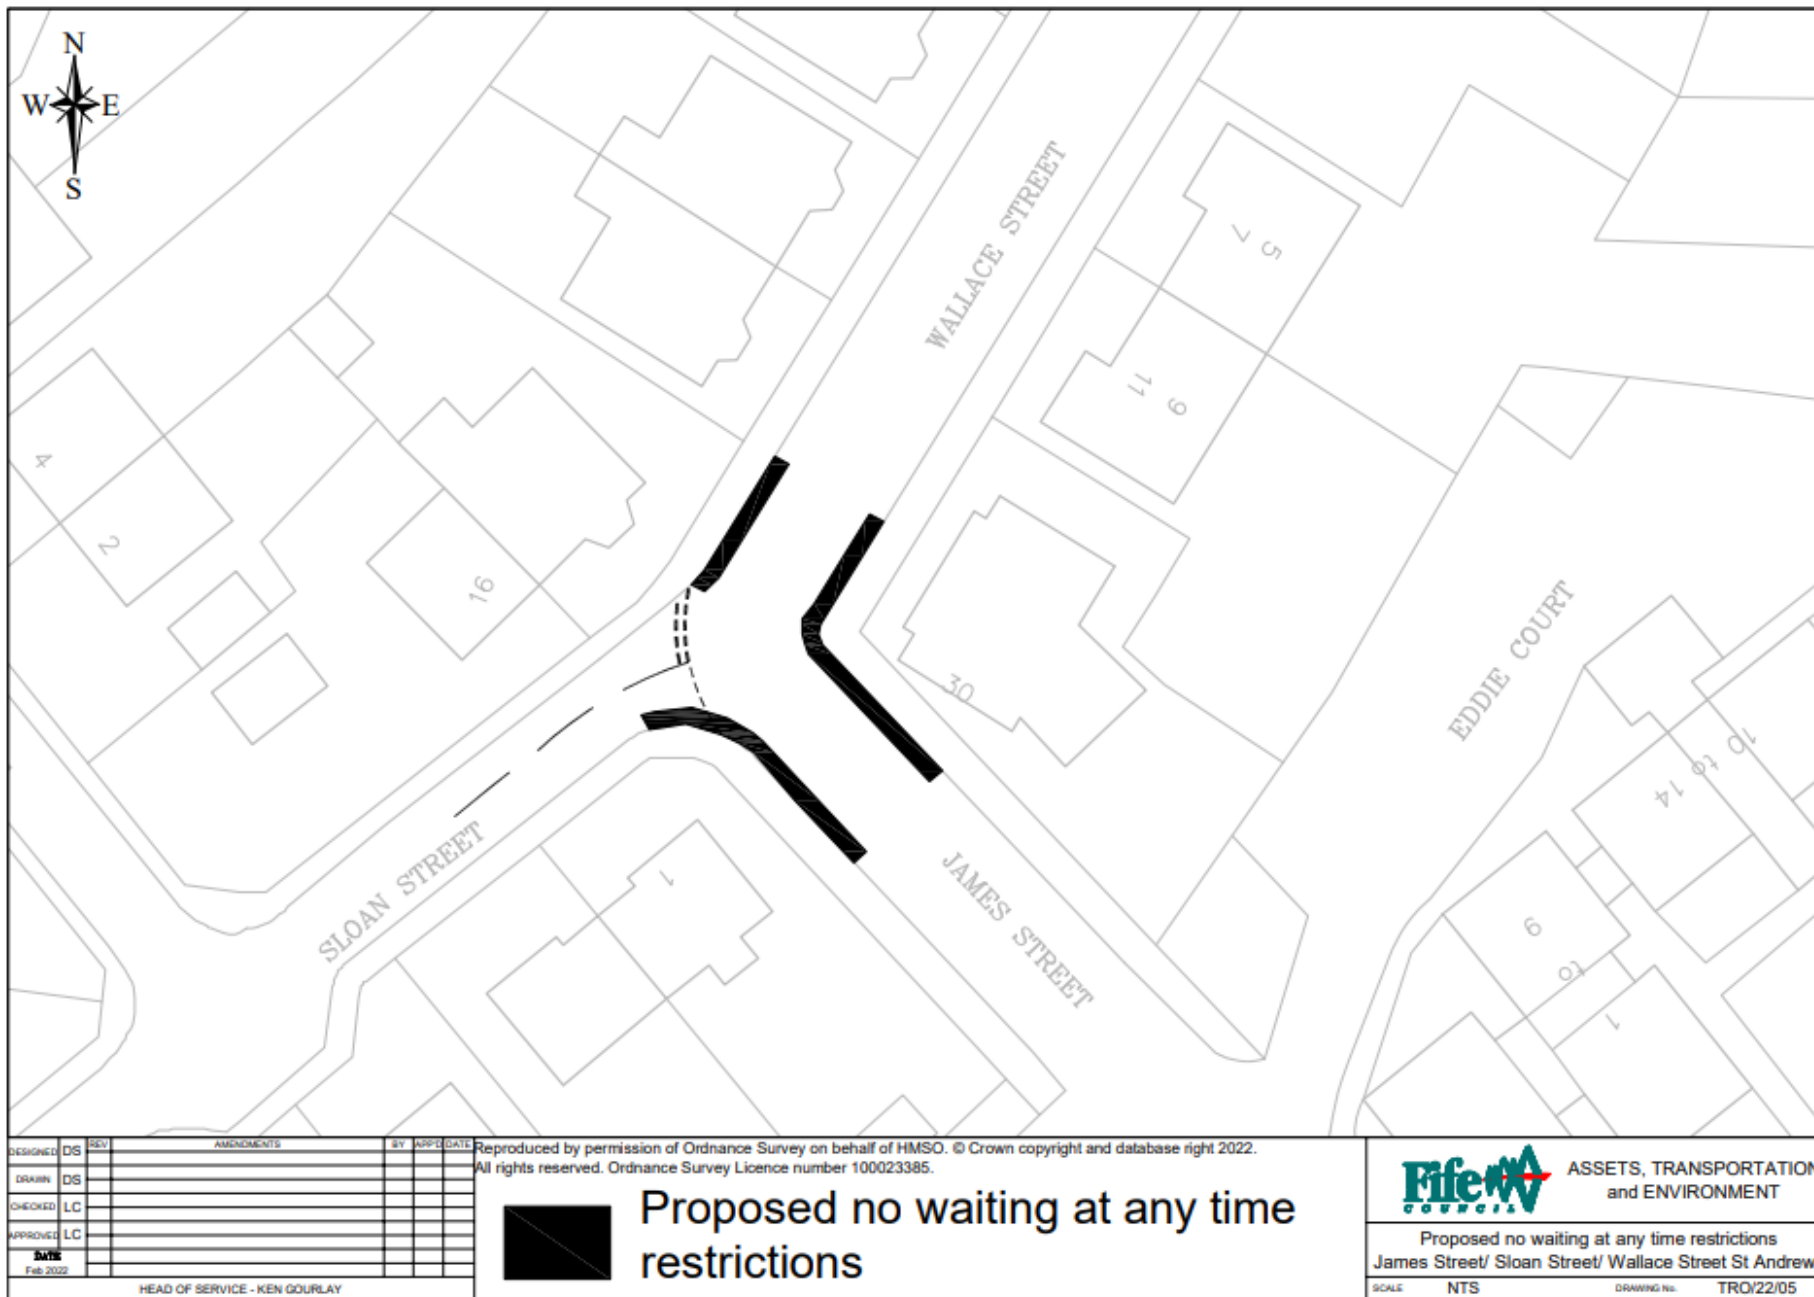 N
W E
S
WALLACE STREET
5
7
9
11
4
2
16
30
EDDIE COURT
10 to 14
SLOAN STREET
1
JAMES STREET
9
to
1
DESIGNED DS
DRAWN DS
CHECKED LC
APPROVED LC
DATE
Feb 2022
REV AMENDMENTS BY APP'D DATE
HEAD OF SERVICE - KEN GOURLAY
Reproduced by permission of Ordnance Survey on behalf of HMSO. © Crown copyright and database right 2022.
All rights reserved. Ordnance Survey Licence number 100023385.
Proposed no waiting at any time
restrictions
Fife
COUNCIL
ASSETS, TRANSPORTATION
and ENVIRONMENT
Proposed no waiting at any time restrictions
James Street/ Sloan Street/ Wallace Street St Andrew
SCALE NTS DRAWING No. TRO/22/05